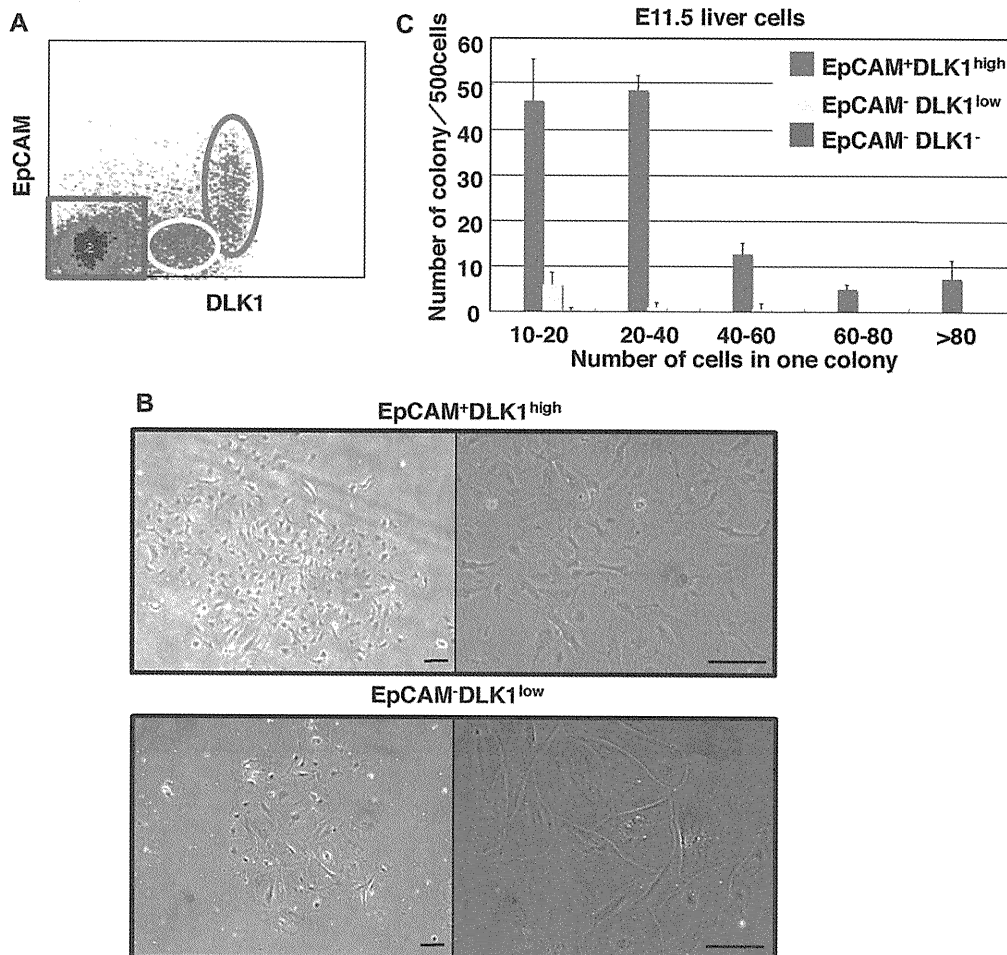 A
EpCAM
DLK1
C
E11.5 liver cells
Number of colony/500cells
60
50
40
30
20
10
0
EpCAM⁺DLK1ʰⁱᵍʰ
EpCAM⁻ DLK1ˡᵒʷ
EpCAM⁻ DLK1⁻
10-20
20-40
40-60
60-80
>80
Number of cells in one colony
B
EpCAM⁺DLK1ʰⁱᵍʰ
EpCAM⁻DLK1ˡᵒʷ